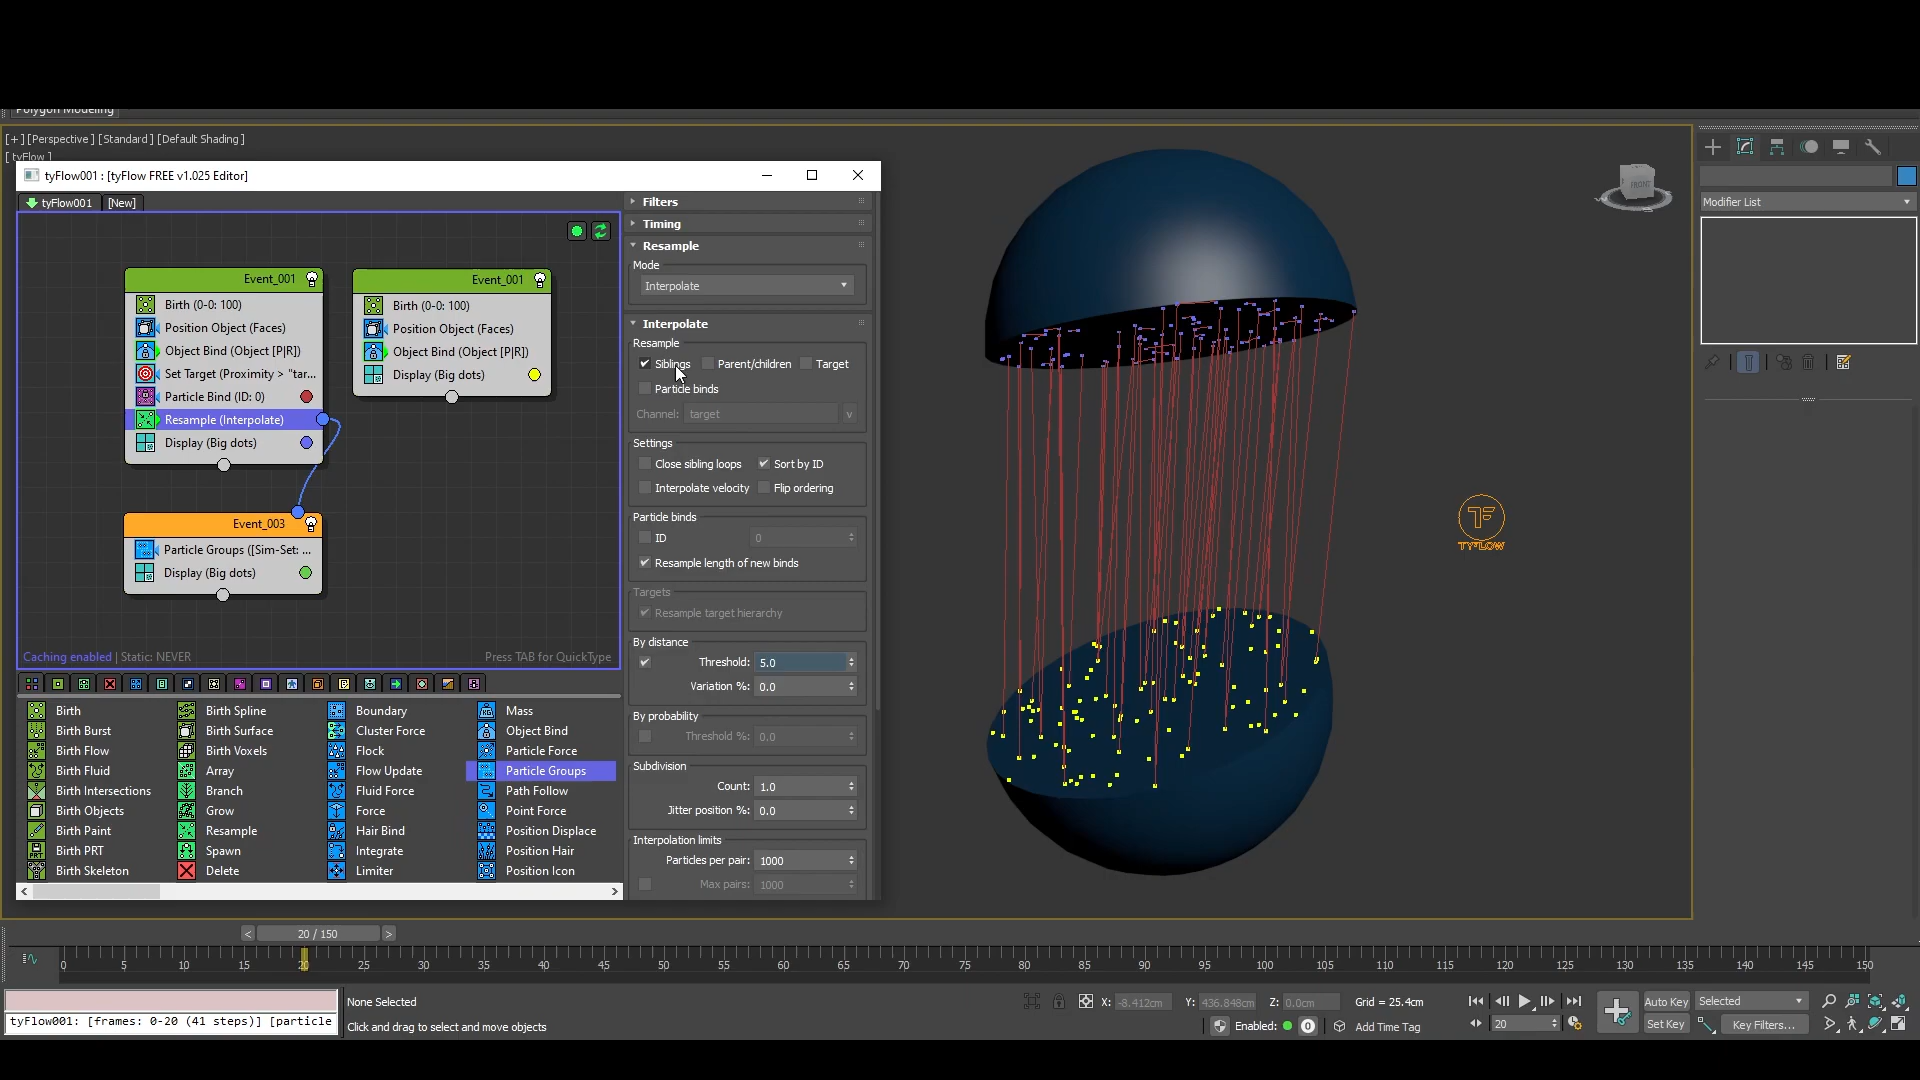 Polygon Modeling
[+] [Perspective] [Standard] [Default Shading]
[ tyFlow ]
tyFlow001 : [tyFlow FREE v1.025 Editor]
tyFlow001
[New]
Event_001
Birth (0-0: 100)
Position Object (Faces)
Object Bind (Object [P|R])
Set Target (Proximity > "tar...
Particle Bind (ID: 0)
Resample (Interpolate)
Display (Big dots)
Event_001
Birth (0-0: 100)
Position Object (Faces)
Object Bind (Object [P|R])
Display (Big dots)
Event_003
Particle Groups ([Sim-Set: ...
Display (Big dots)
Caching enabled | Static: NEVER
Press TAB for QuickType
Birth
Birth Burst
Birth Flow
Birth Fluid
Birth Intersections
Birth Objects
Birth Paint
Birth PRT
Birth Skeleton
Birth Spline
Birth Surface
Birth Voxels
Array
Branch
Grow
Resample
Spawn
Delete
Boundary
Cluster Force
Flock
Flow Update
Fluid Force
Force
Hair Bind
Integrate
Limiter
Mass
Object Bind
Particle Force
Particle Groups
Path Follow
Point Force
Position Displace
Position Hair
Position Icon
Filters
Timing
Resample
Mode
Interpolate
Interpolate
Resample
Siblings Parent/children Target
Particle binds
Channel: target v
Settings
Close sibling loops Sort by ID
Interpolate velocity Flip ordering
Particle binds
ID 0
Resample length of new binds
Targets
Resample target hierarchy
By distance
Threshold: 5.0
Variation %: 0.0
By probability
Threshold %: 0.0
Subdivision
Count: 1.0
Jitter position %: 0.0
Interpolation limits
Particles per pair: 1000
Max pairs: 1000
FRONT
TYFLOW
Modifier List
< 20 / 150 >
0 5 10 15 20 25 30 35 40 45 50 55 60 65 70 75 80 85 90 95 100 105 110 115 120 125 130 135 140 145 150
tyFlow001: [frames: 0-20 (41 steps)] [particle
None Selected
Click and drag to select and move objects
X: -8.412cm Y: 436.848cm Z: 0.0cm Grid = 25.4cm
Enabled: 0 Add Time Tag
20
Auto Key Selected
Set Key Key Filters...